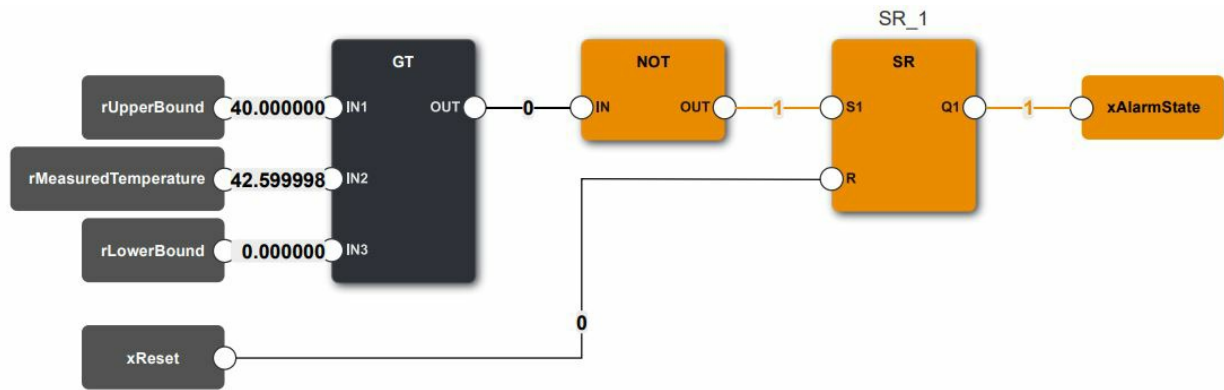 SR_1
GT
NOT
SR
rUpperBound 40.000000 IN1 OUT 0 IN OUT 1 S1 Q1 1 xAlarmState
rMeasuredTemperature 42.599998 IN2 R
rLowerBound 0.000000 IN3
0
xReset